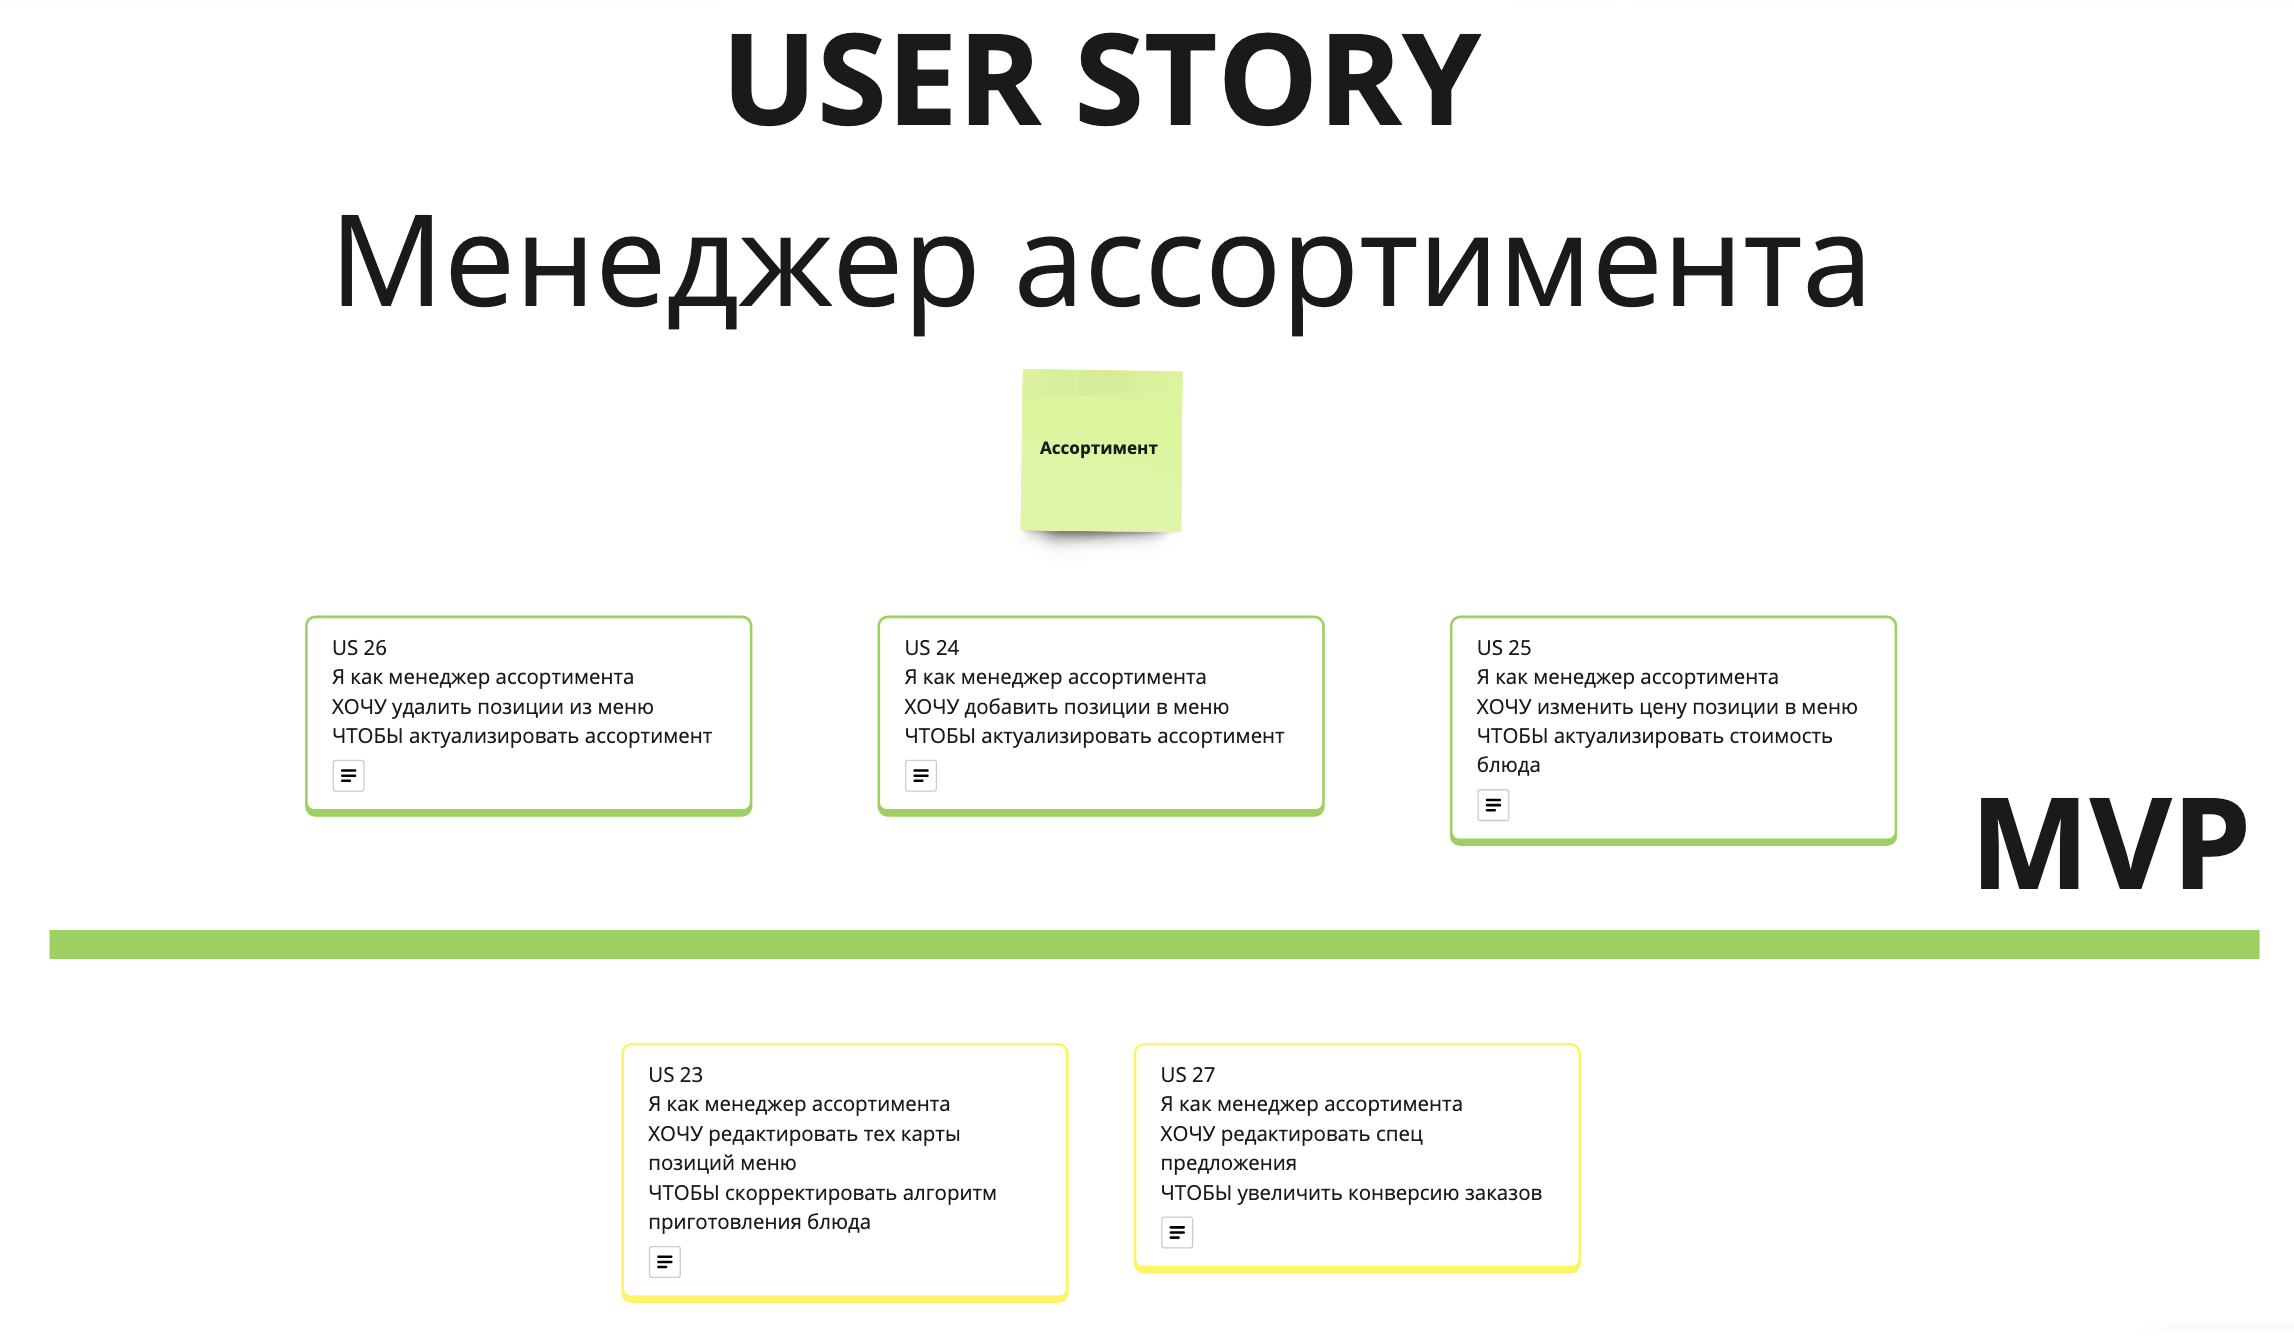 USER STORY
Менеджер ассортимента
Ассортимент
US 26
Я как менеджер ассортимента
ХОЧУ удалить позиции из меню
ЧТОБЫ актуализировать ассортимент
US 24
Я как менеджер ассортимента
ХОЧУ добавить позиции в меню
ЧТОБЫ актуализировать ассортимент
US 25
Я как менеджер ассортимента
ХОЧУ изменить цену позиции в меню
ЧТОБЫ актуализировать стоимость
блюда
MVP
US 23
Я как менеджер ассортимента
ХОЧУ редактировать тех карты
позиций меню
ЧТОБЫ скорректировать алгоритм
приготовления блюда
US 27
Я как менеджер ассортимента
ХОЧУ редактировать спец
предложения
ЧТОБЫ увеличить конверсию заказов